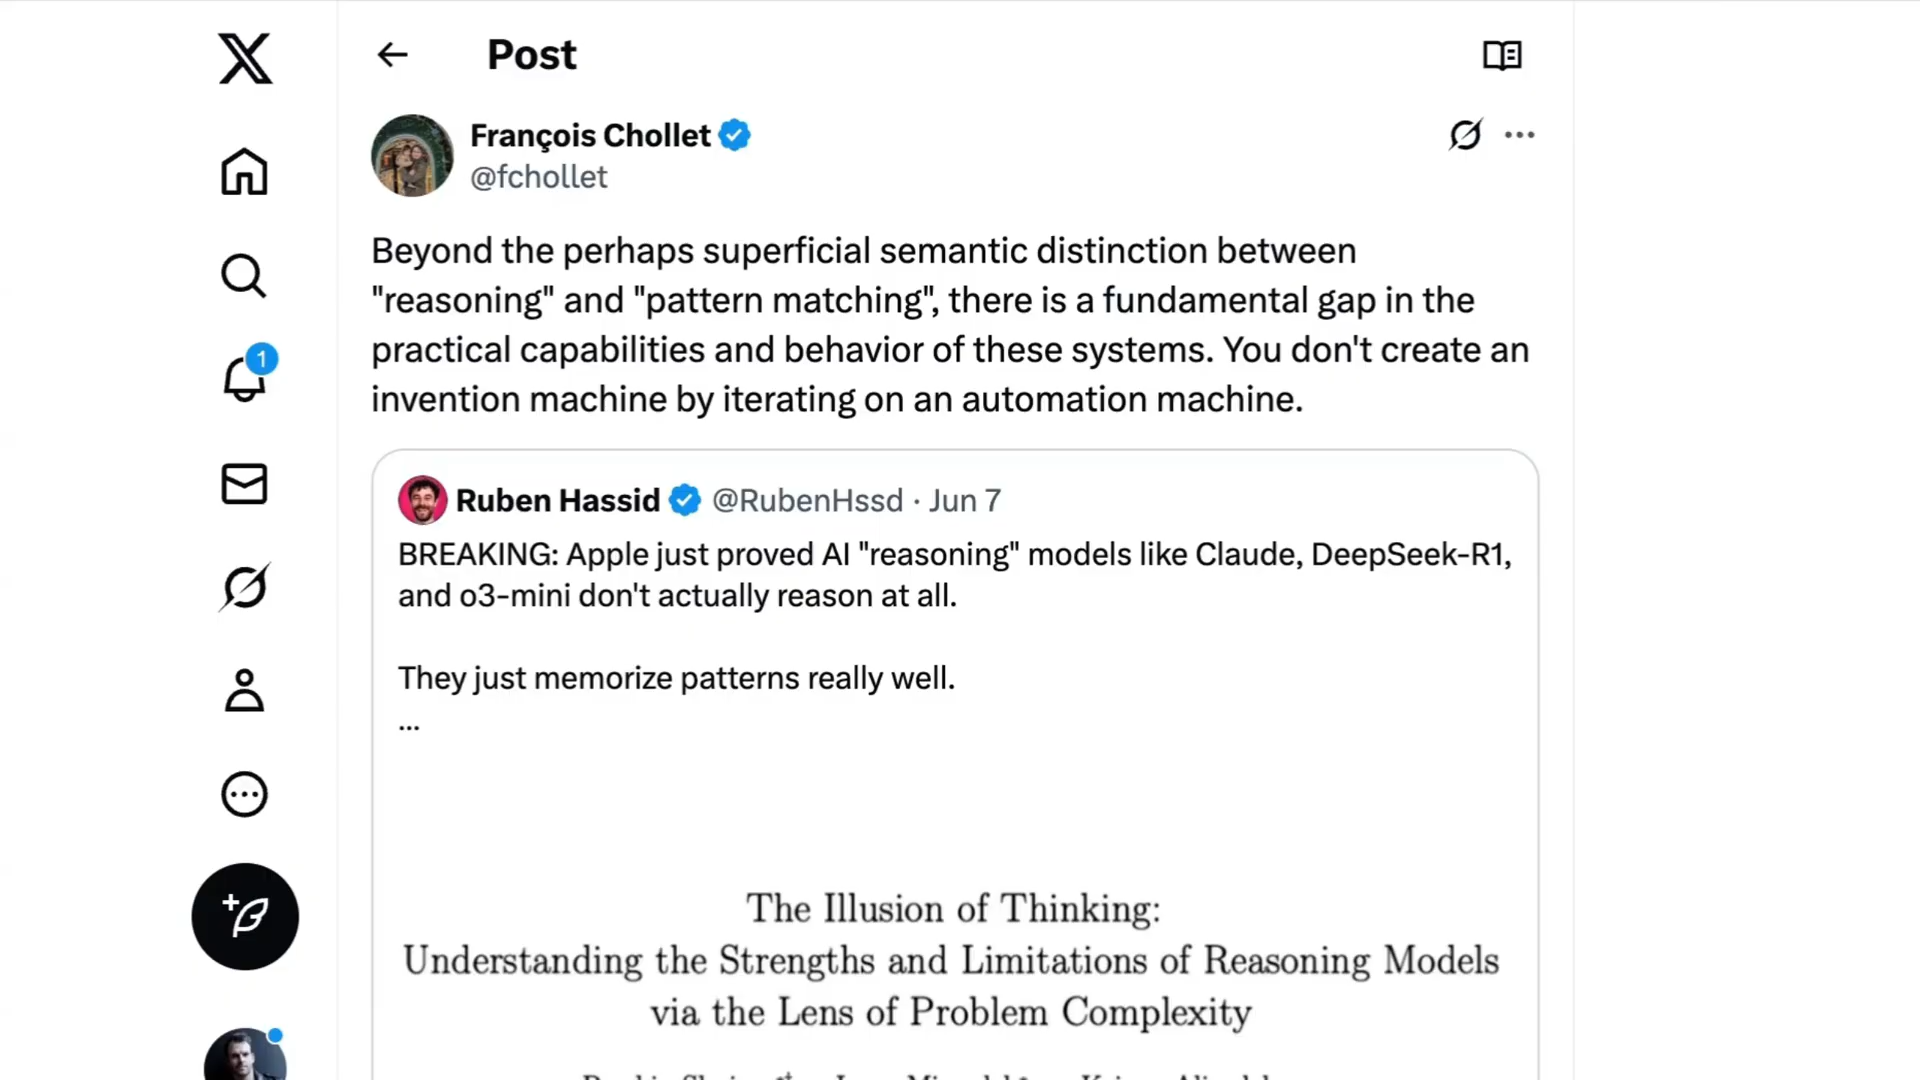 Post
François Chollet
@fchollet
Beyond the perhaps superficial semantic distinction between
"reasoning" and "pattern matching", there is a fundamental gap in the
practical capabilities and behavior of these systems. You don't create an
invention machine by iterating on an automation machine.
1
Ruben Hassid @RubenHssd · Jun 7
BREAKING: Apple just proved AI "reasoning" models like Claude, DeepSeek-R1,
and o3-mini don't actually reason at all.
They just memorize patterns really well.
...
The Illusion of Thinking:
Understanding the Strengths and Limitations of Reasoning Models
via the Lens of Problem Complexity